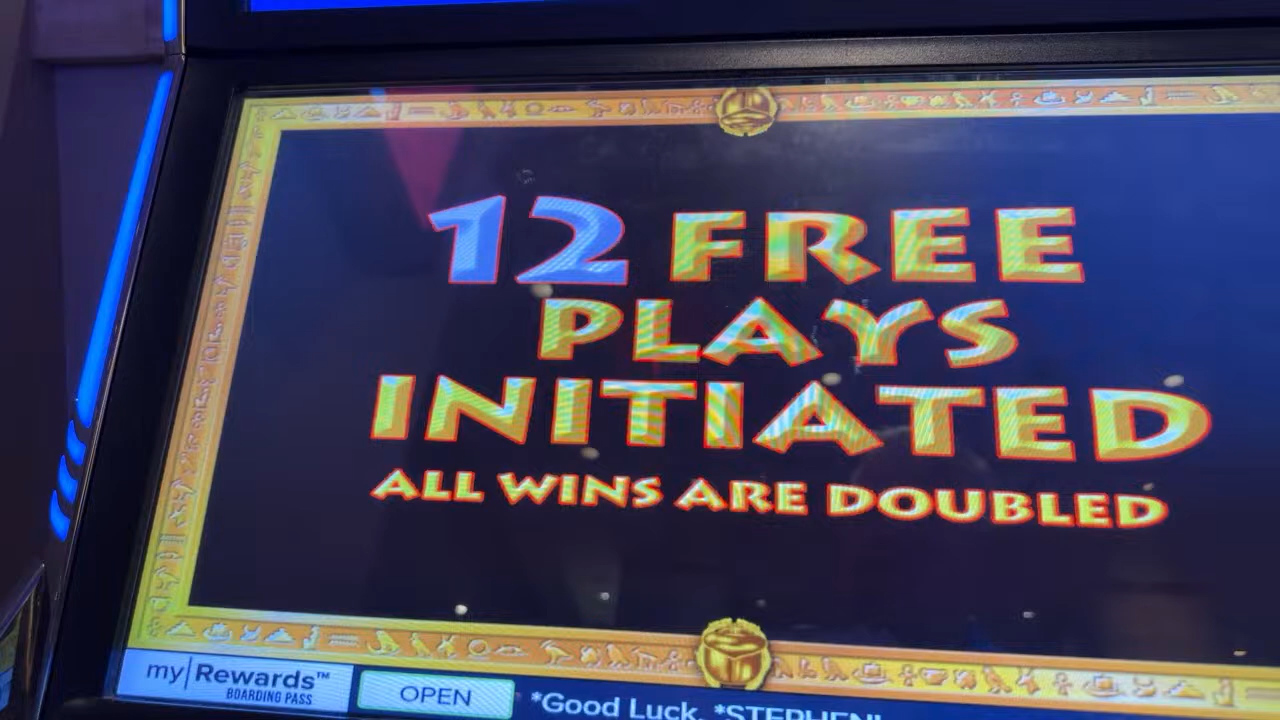 12 FREE
PLAYS
INITIATED
ALL WINS ARE DOUBLED
my|Rewards™
BOARDING PASS
OPEN
*Good Luck, *STEPHEN!